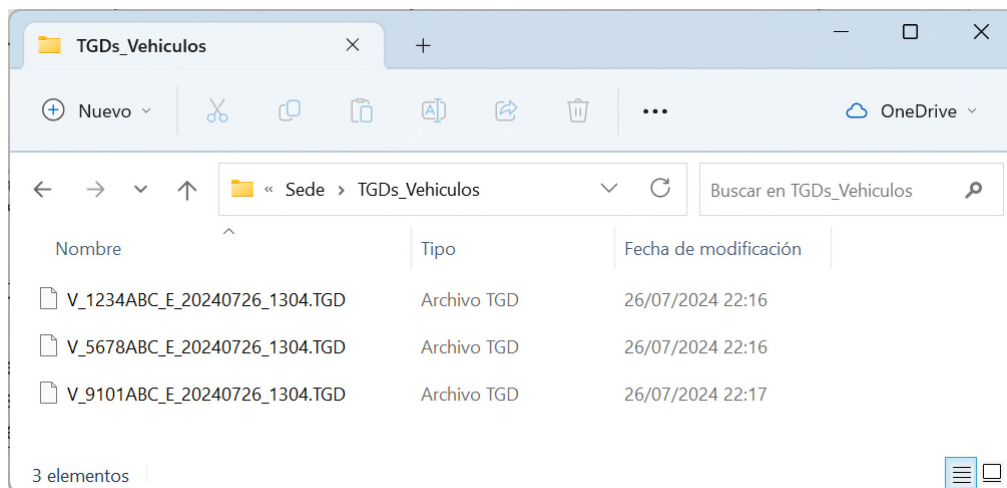 TGDs_Vehiculos
Nuevo
OneDrive
« Sede > TGDs_Vehiculos
Buscar en TGDs_Vehiculos
Nombre Tipo Fecha de modificación
V_1234ABC_E_20240726_1304.TGD Archivo TGD 26/07/2024 22:16
V_5678ABC_E_20240726_1304.TGD Archivo TGD 26/07/2024 22:16
V_9101ABC_E_20240726_1304.TGD Archivo TGD 26/07/2024 22:17
3 elementos